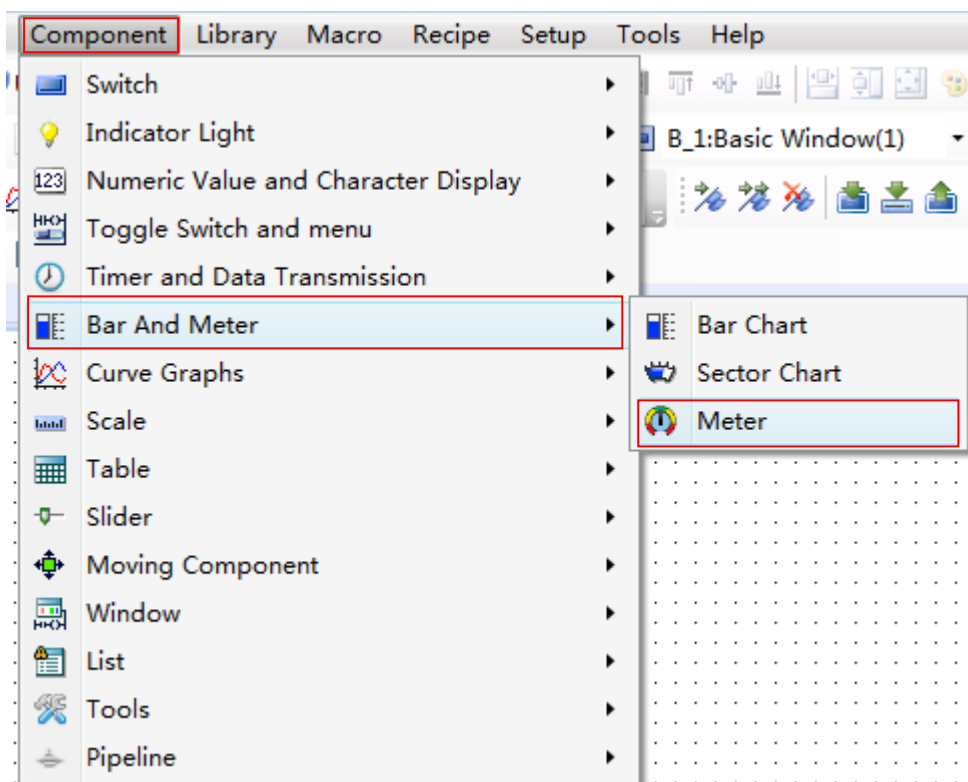 Component Library Macro Recipe Setup Tools Help
Switch
Indicator Light
B_1:Basic Window(1)
123 Numeric Value and Character Display
Toggle Switch and menu
Timer and Data Transmission
Bar And Meter
Bar Chart
Curve Graphs
Sector Chart
Scale
Meter
Table
Slider
Moving Component
Window
List
Tools
Pipeline